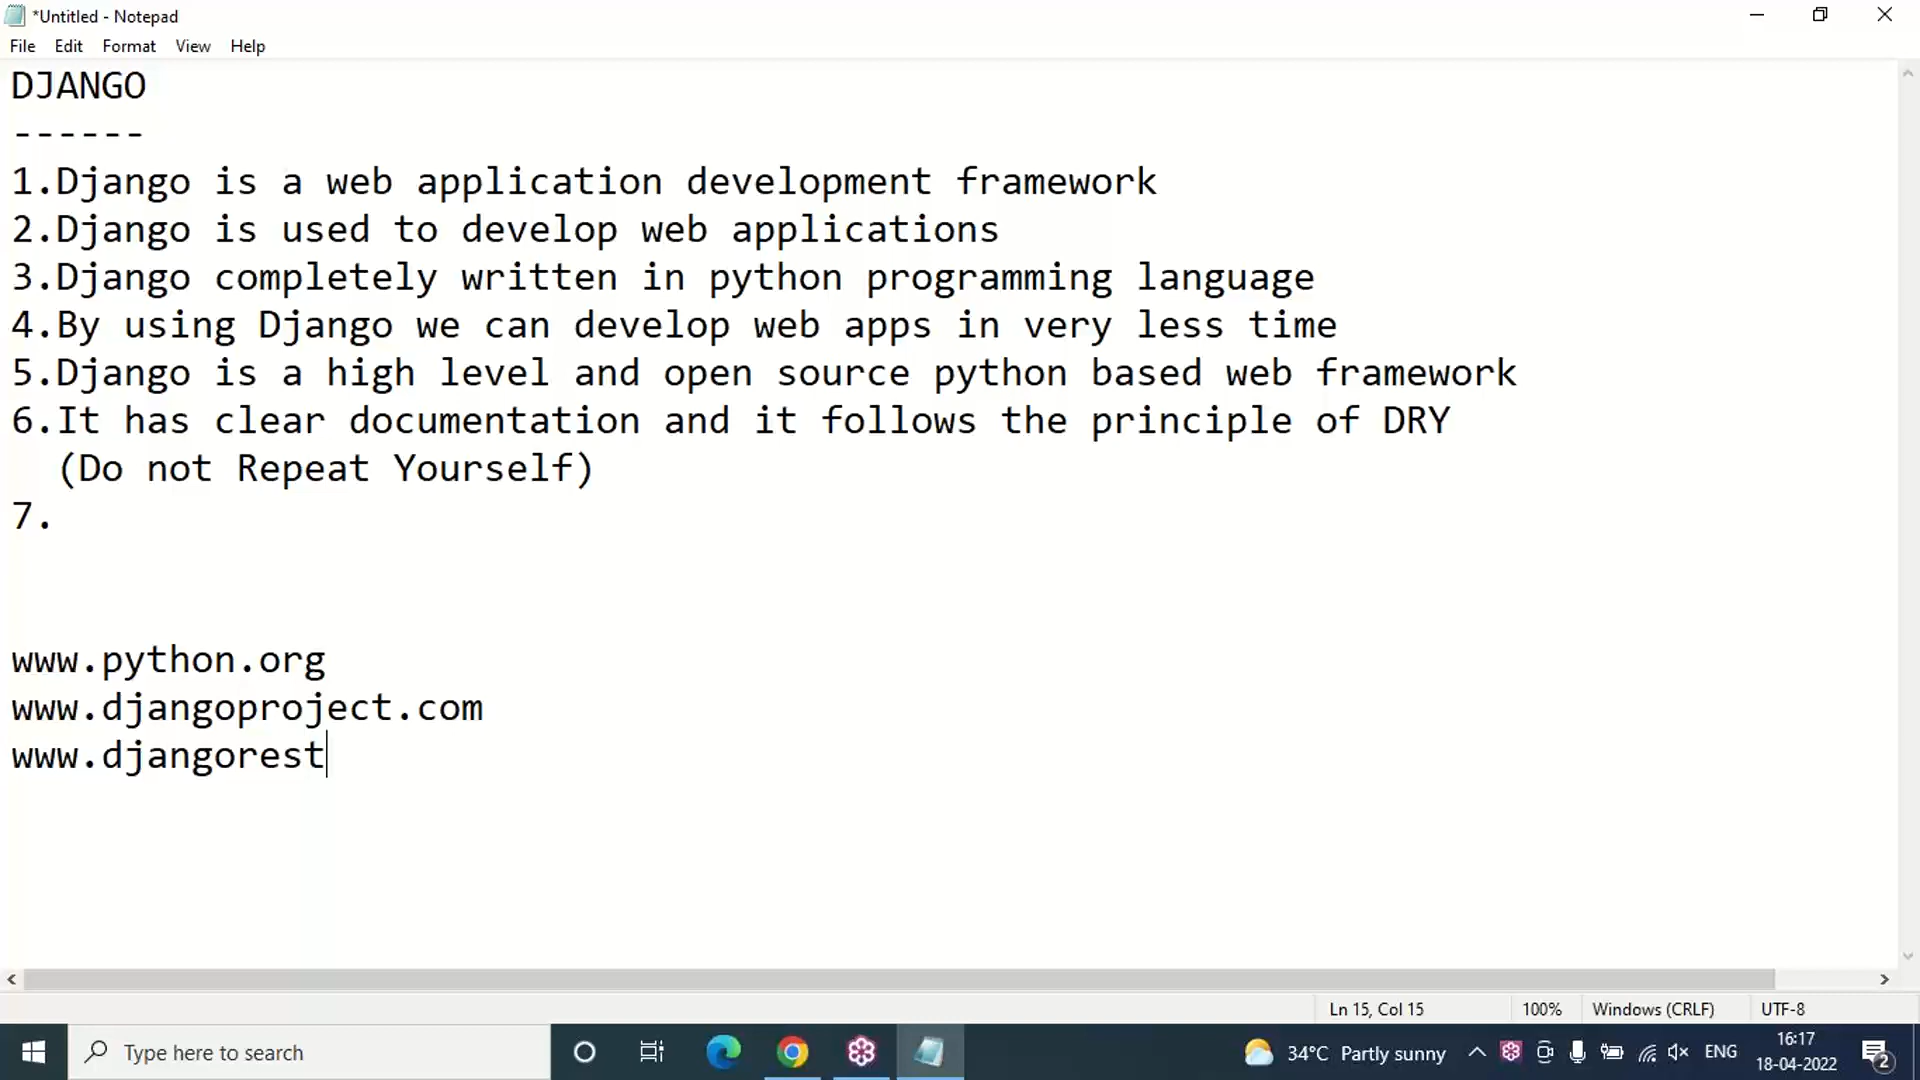 *Untitled - Notepad
File Edit Format View Help
DJANGO
------
1.Django is a web application development framework
2.Django is used to develop web applications
3.Django completely written in python programming language
4.By using Django we can develop web apps in very less time
5.Django is a high level and open source python based web framework
6.It has clear documentation and it follows the principle of DRY
(Do not Repeat Yourself)
7.
www.python.org
www.djangoproject.com
www.djangorest
Ln 15, Col 15 100% Windows (CRLF) UTF-8
Type here to search 34°C Partly sunny ENG 16:17
18-04-2022 2